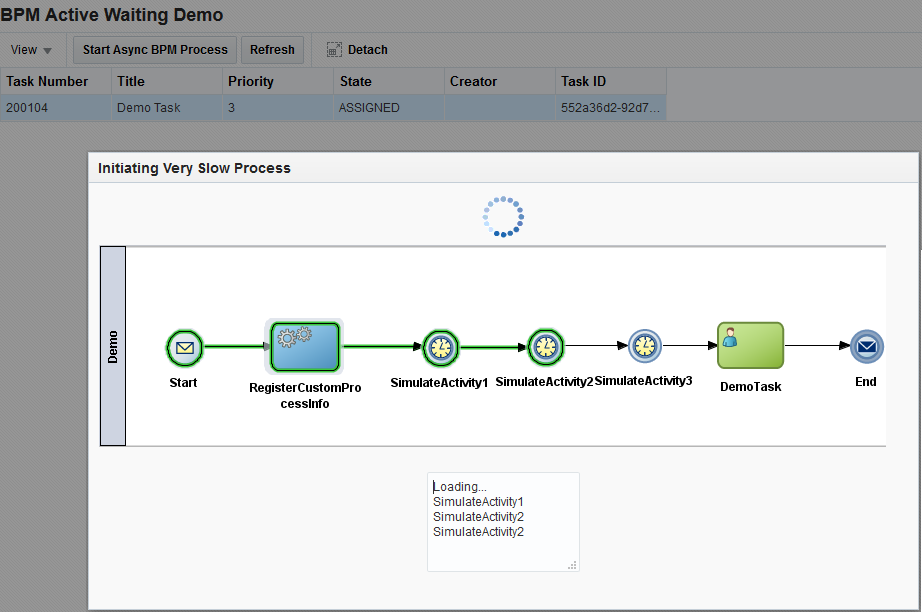 BPM Active Waiting Demo
View Start Async BPM Process Refresh Detach
Task Number Title Priority State Creator Task ID
200104 Demo Task 3 ASSIGNED 552a36d2-92d7...
Initiating Very Slow Process
Demo
Start
RegisterCustomPro
cessInfo
SimulateActivity1
SimulateActivity2
SimulateActivity3
DemoTask
End
Loading...
SimulateActivity1
SimulateActivity2
SimulateActivity2